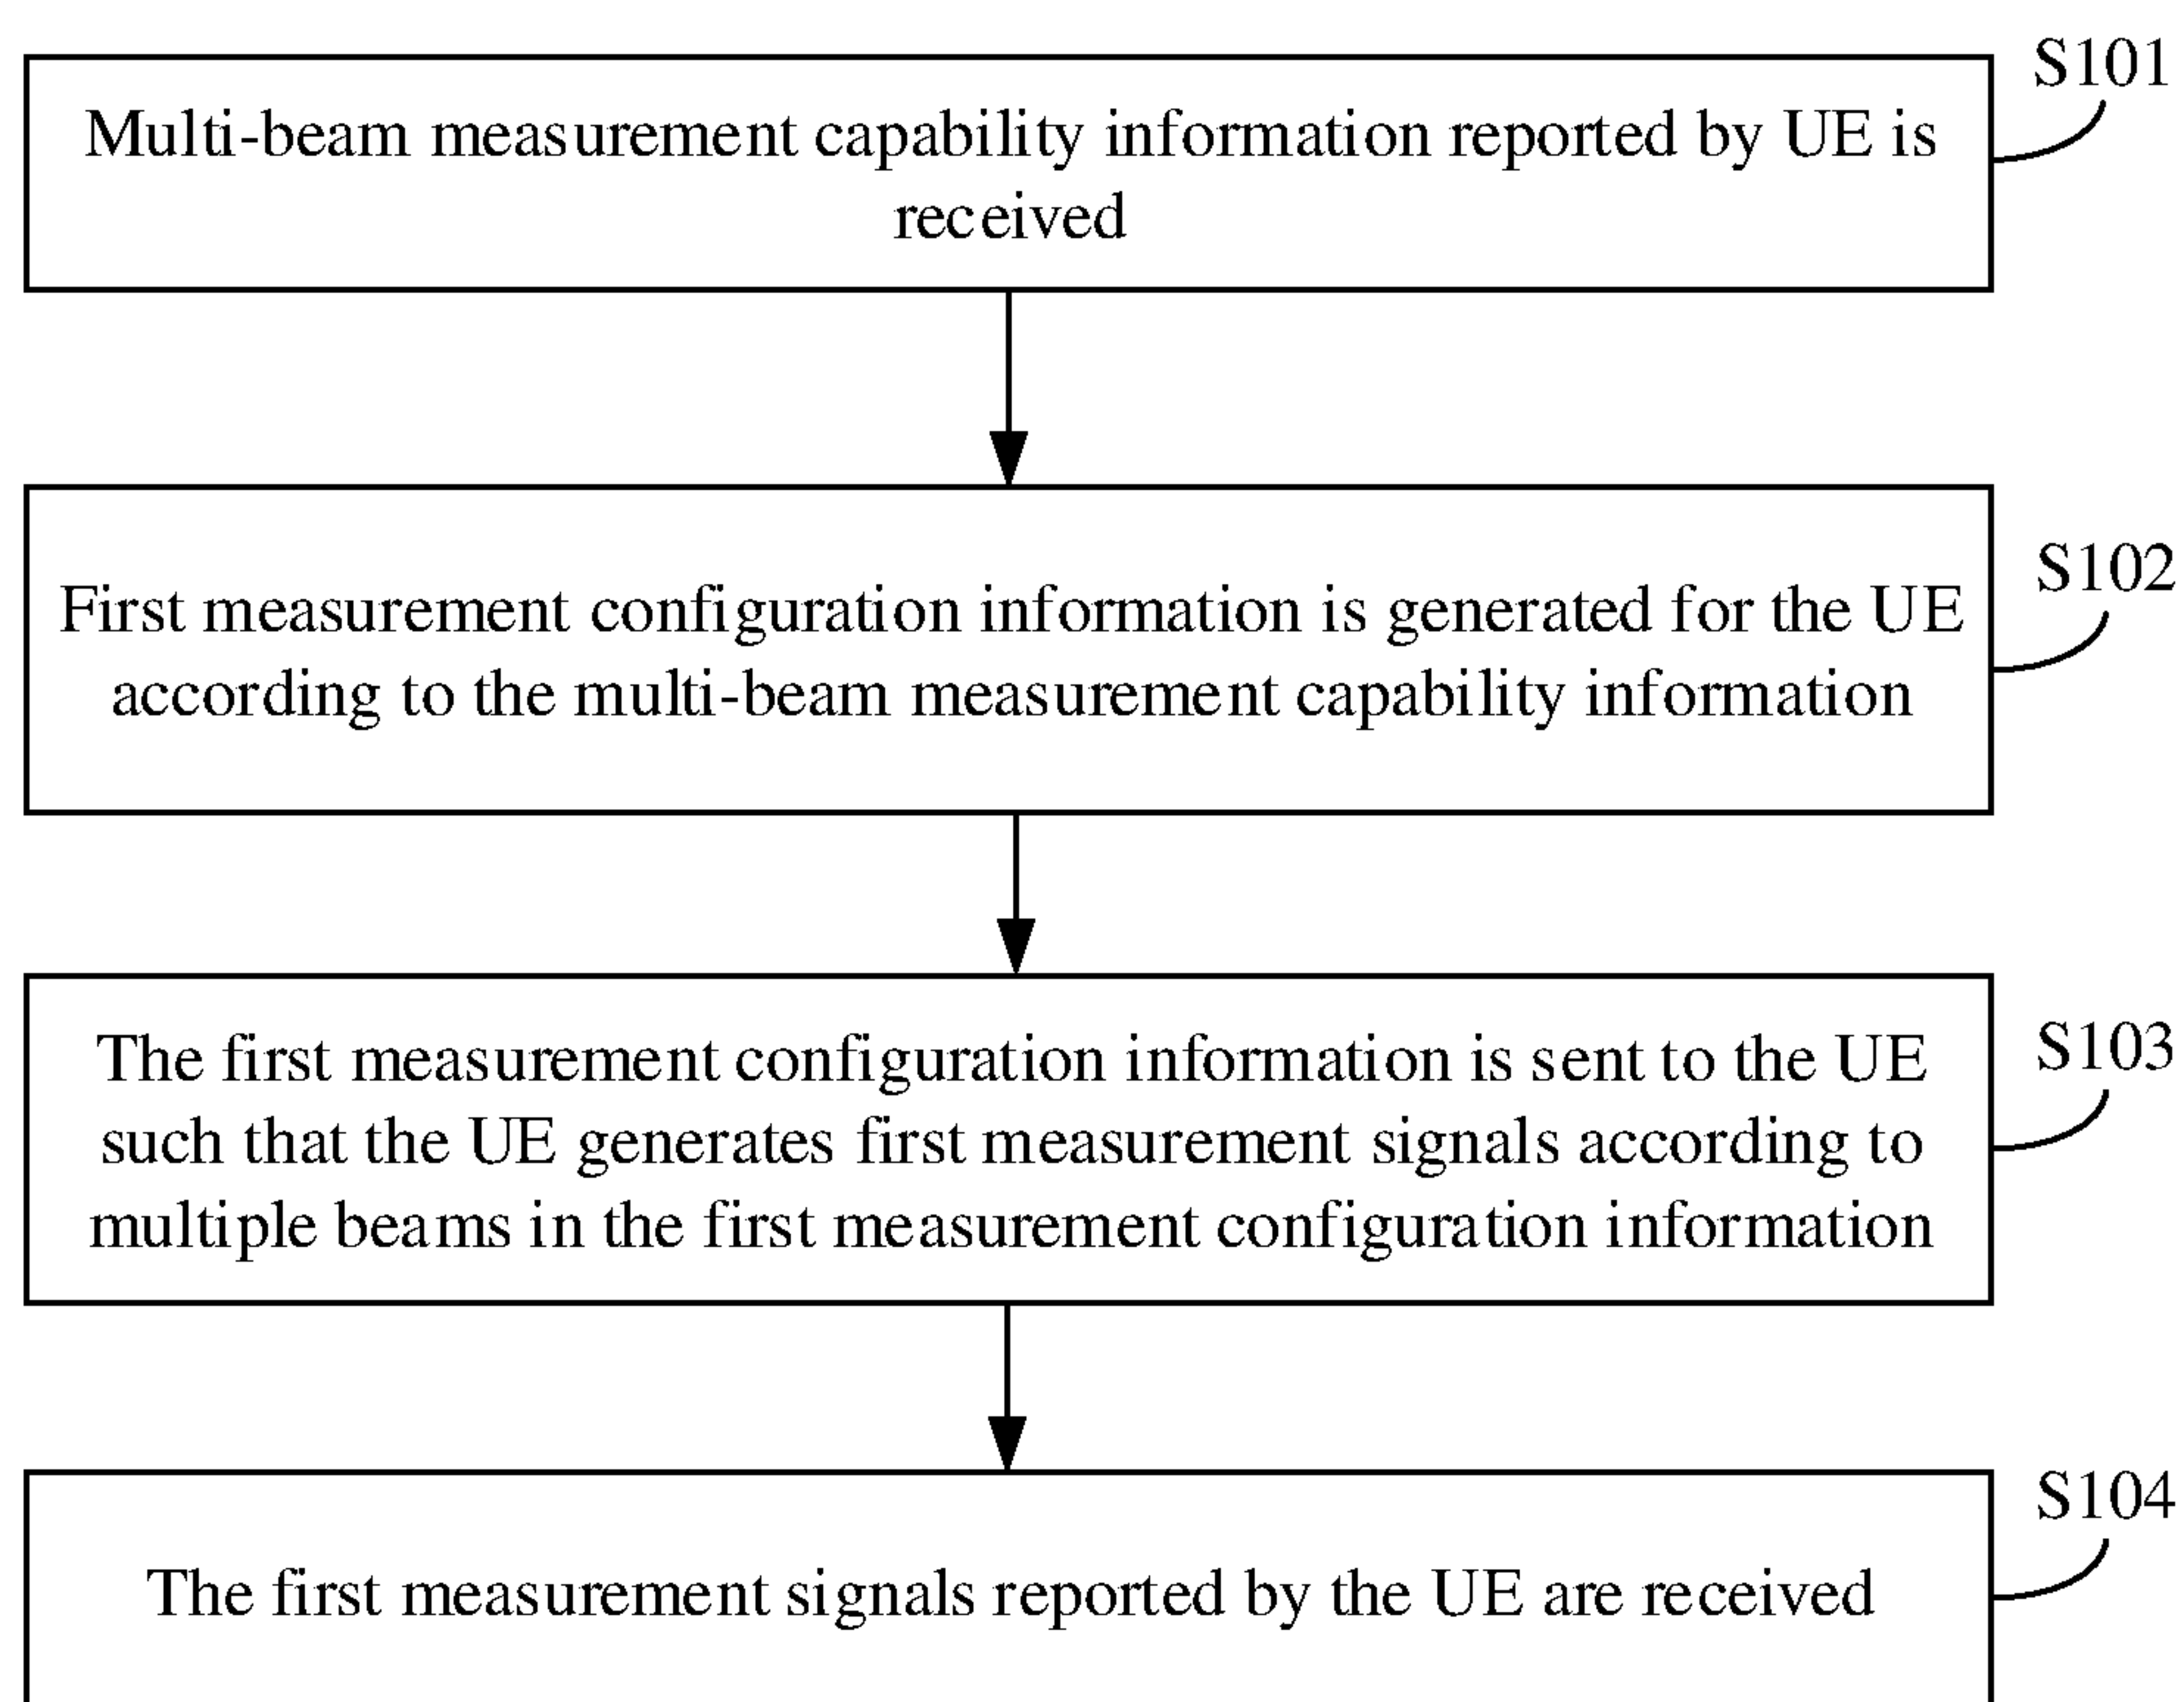 S101
Multi-beam measurement capability information reported by UE is
received
S102
First measurement configuration information is generated for the UE
according to the multi-beam measurement capability information
S103
The first measurement configuration information is sent to the UE
such that the UE generates first measurement signals according to
multiple beams in the first measurement configuration information
S104
The first measurement signals reported by the UE are received